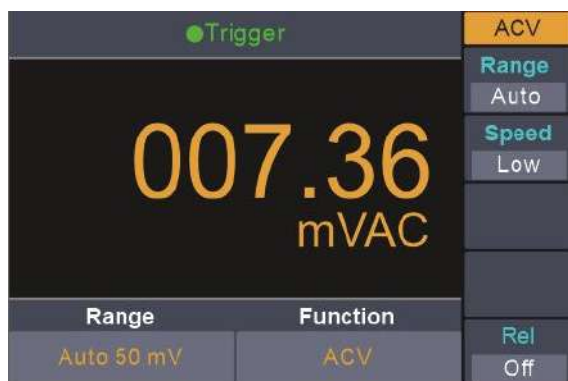 Trigger
007.36
mVAC
Range Function
Auto 50 mV ACV
ACV
Range
Auto
Speed
Low
Rel
Off